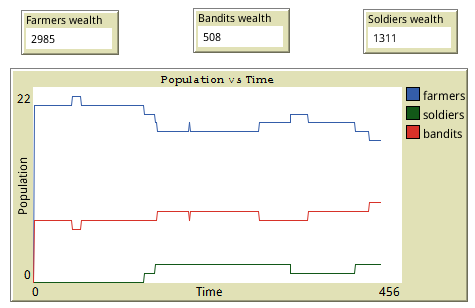 Farmers wealth
2985
Bandits wealth
508
Soldiers wealth
1311
Population vs Time
22
Population
0
0
Time
456
farmers
soldiers
bandits